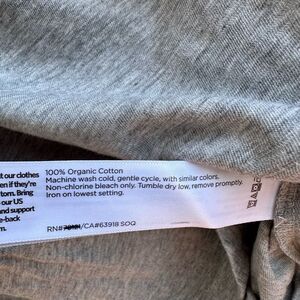 t our clothes
en if they're
torn. Bring
our US
and support
e-back
m.
100% Organic Cotton
Machine wash cold, gentle cycle, with similar colors.
Non-chlorine bleach only. Tumble dry low, remove promptly.
Iron on lowest setting.
RN#/CA#63918 SOQ